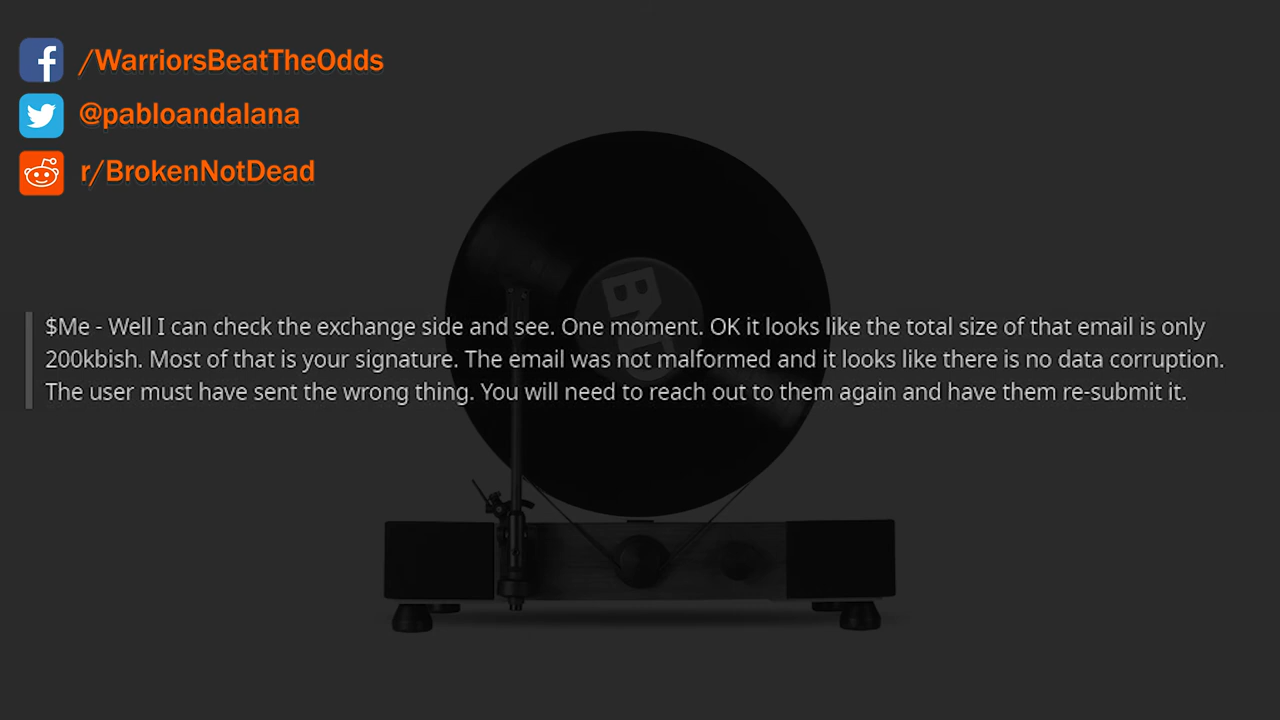 /WarriorsBeatTheOdds
@pabloandalana
r/BrokenNotDead
$Me - Well I can check the exchange side and see. One moment. OK it looks like the total size of that email is only
200kbish. Most of that is your signature. The email was not malformed and it looks like there is no data corruption.
The user must have sent the wrong thing. You will need to reach out to them again and have them re-submit it.